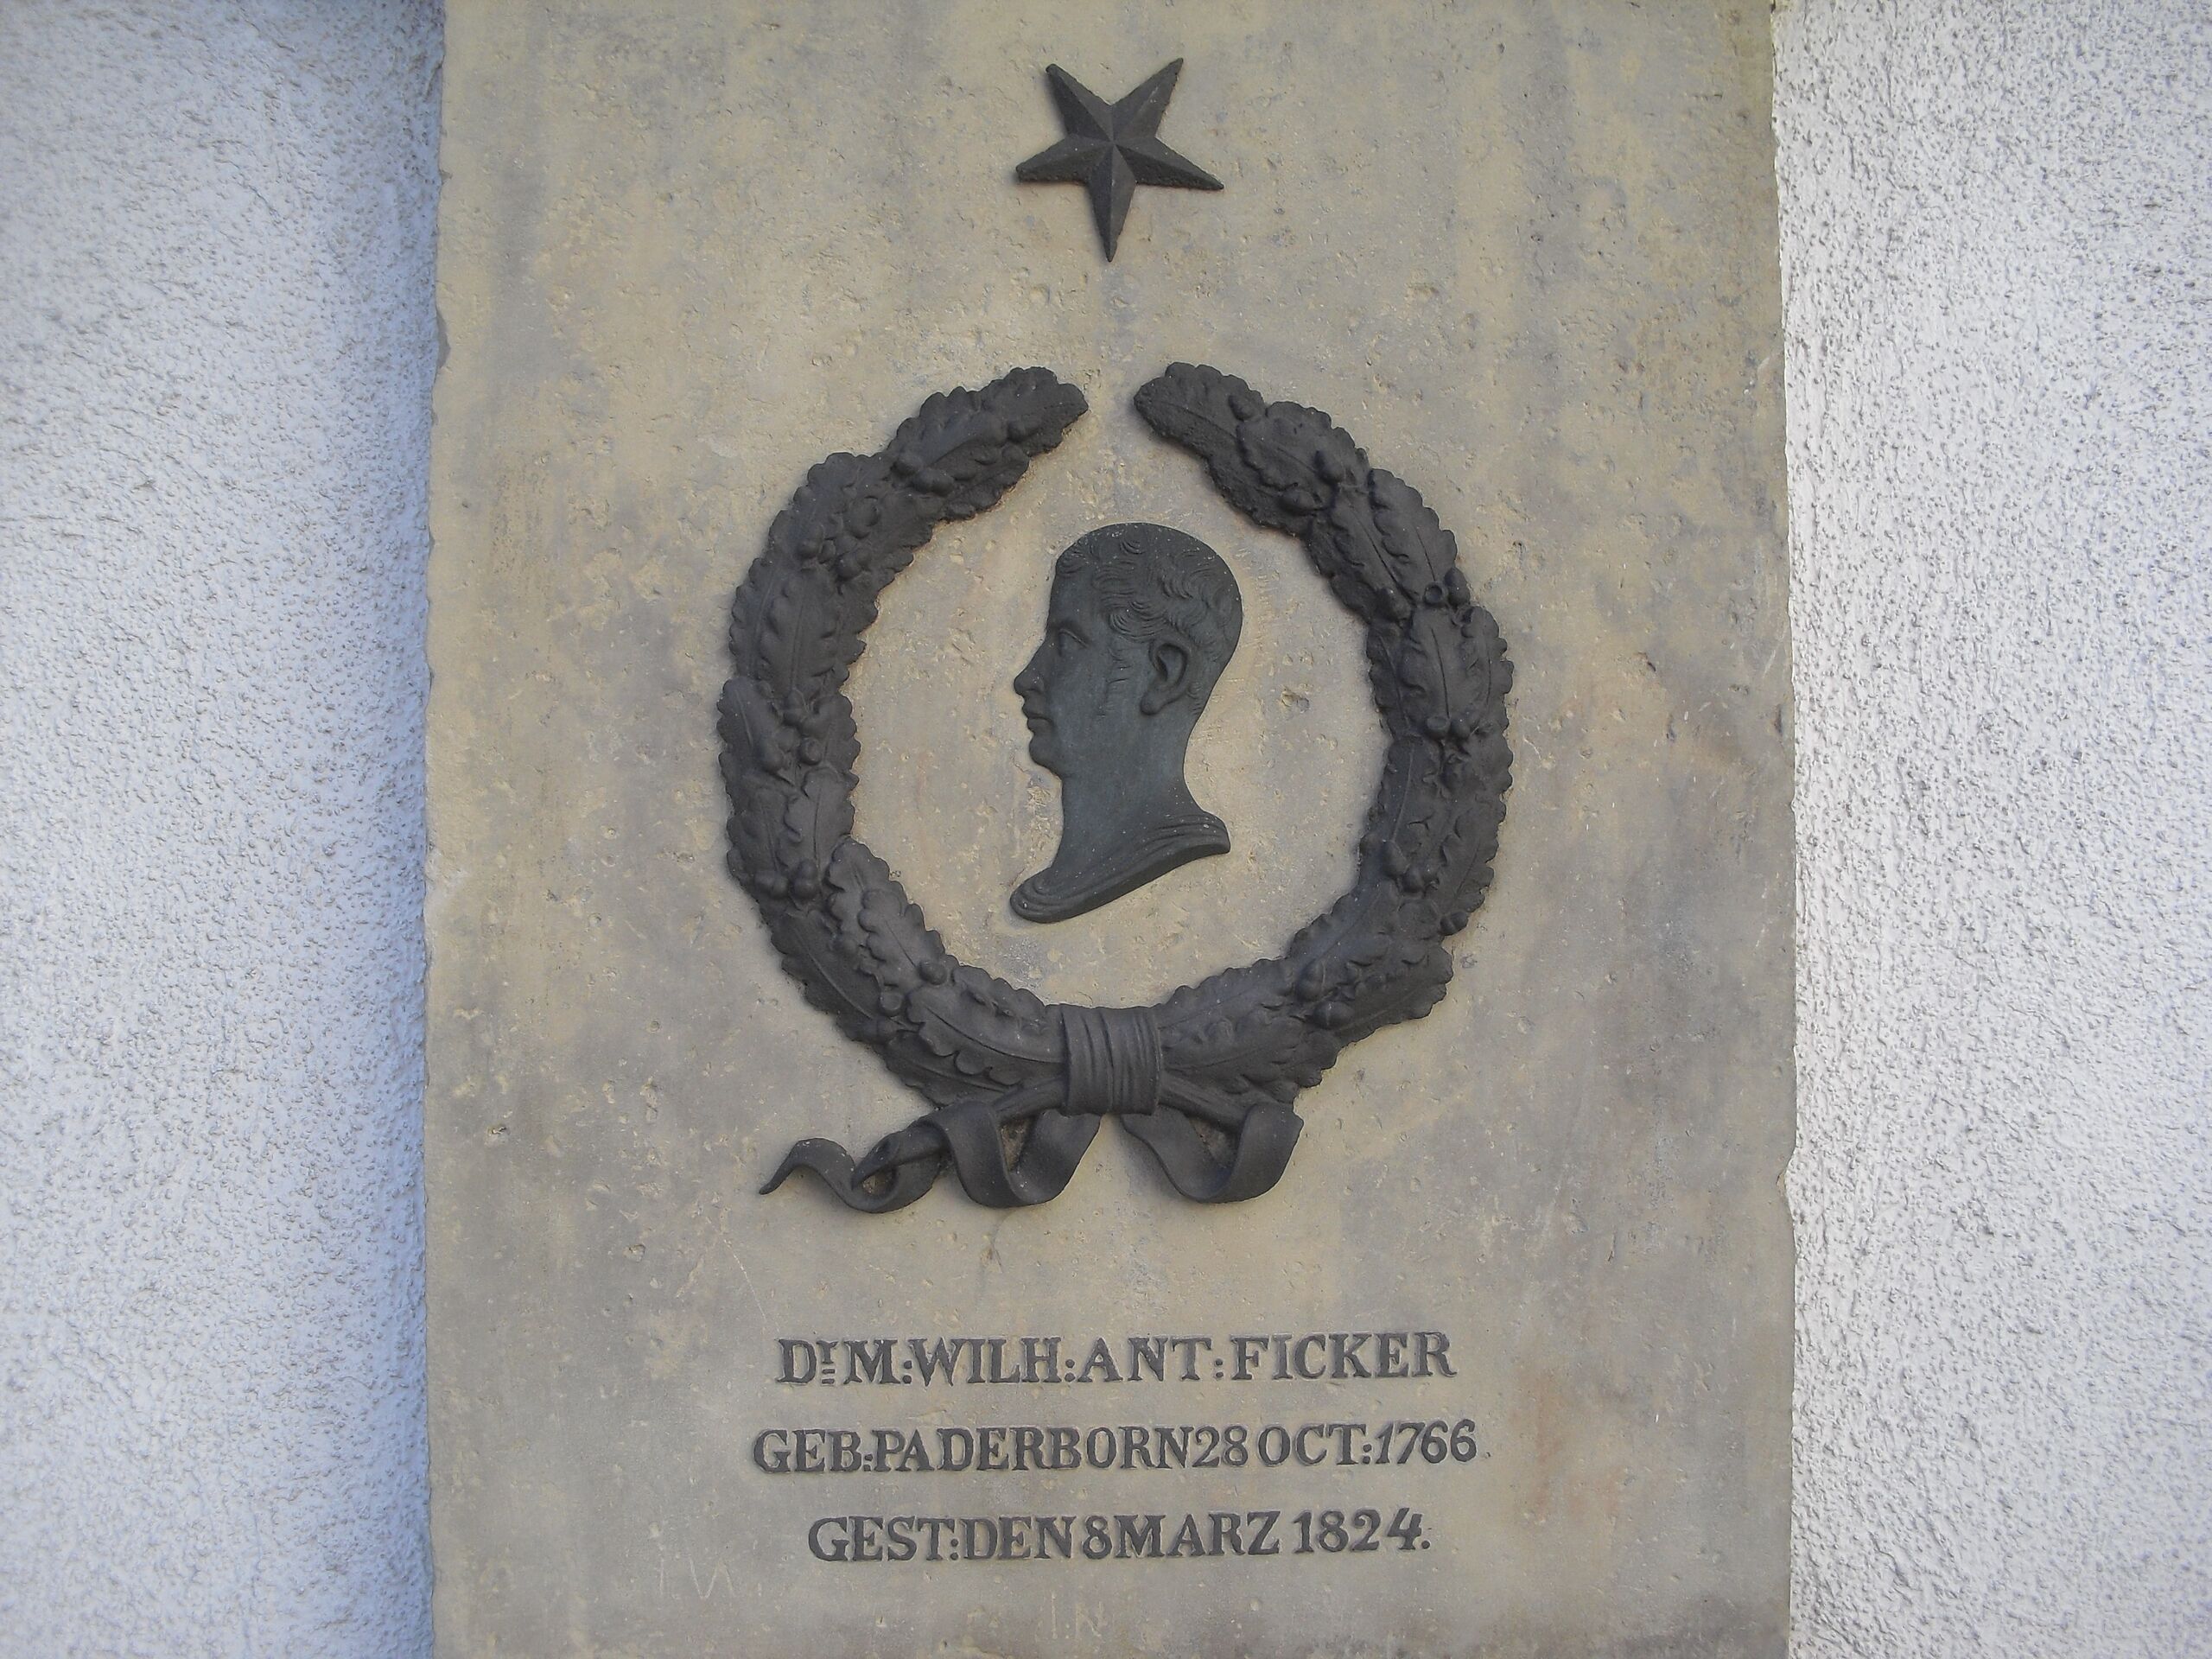 Dr M: WILH: ANT: FICKER
GEB: PADERBORN 28 OCT: 1766
GEST: DEN 8 MARZ 1824.
I.N